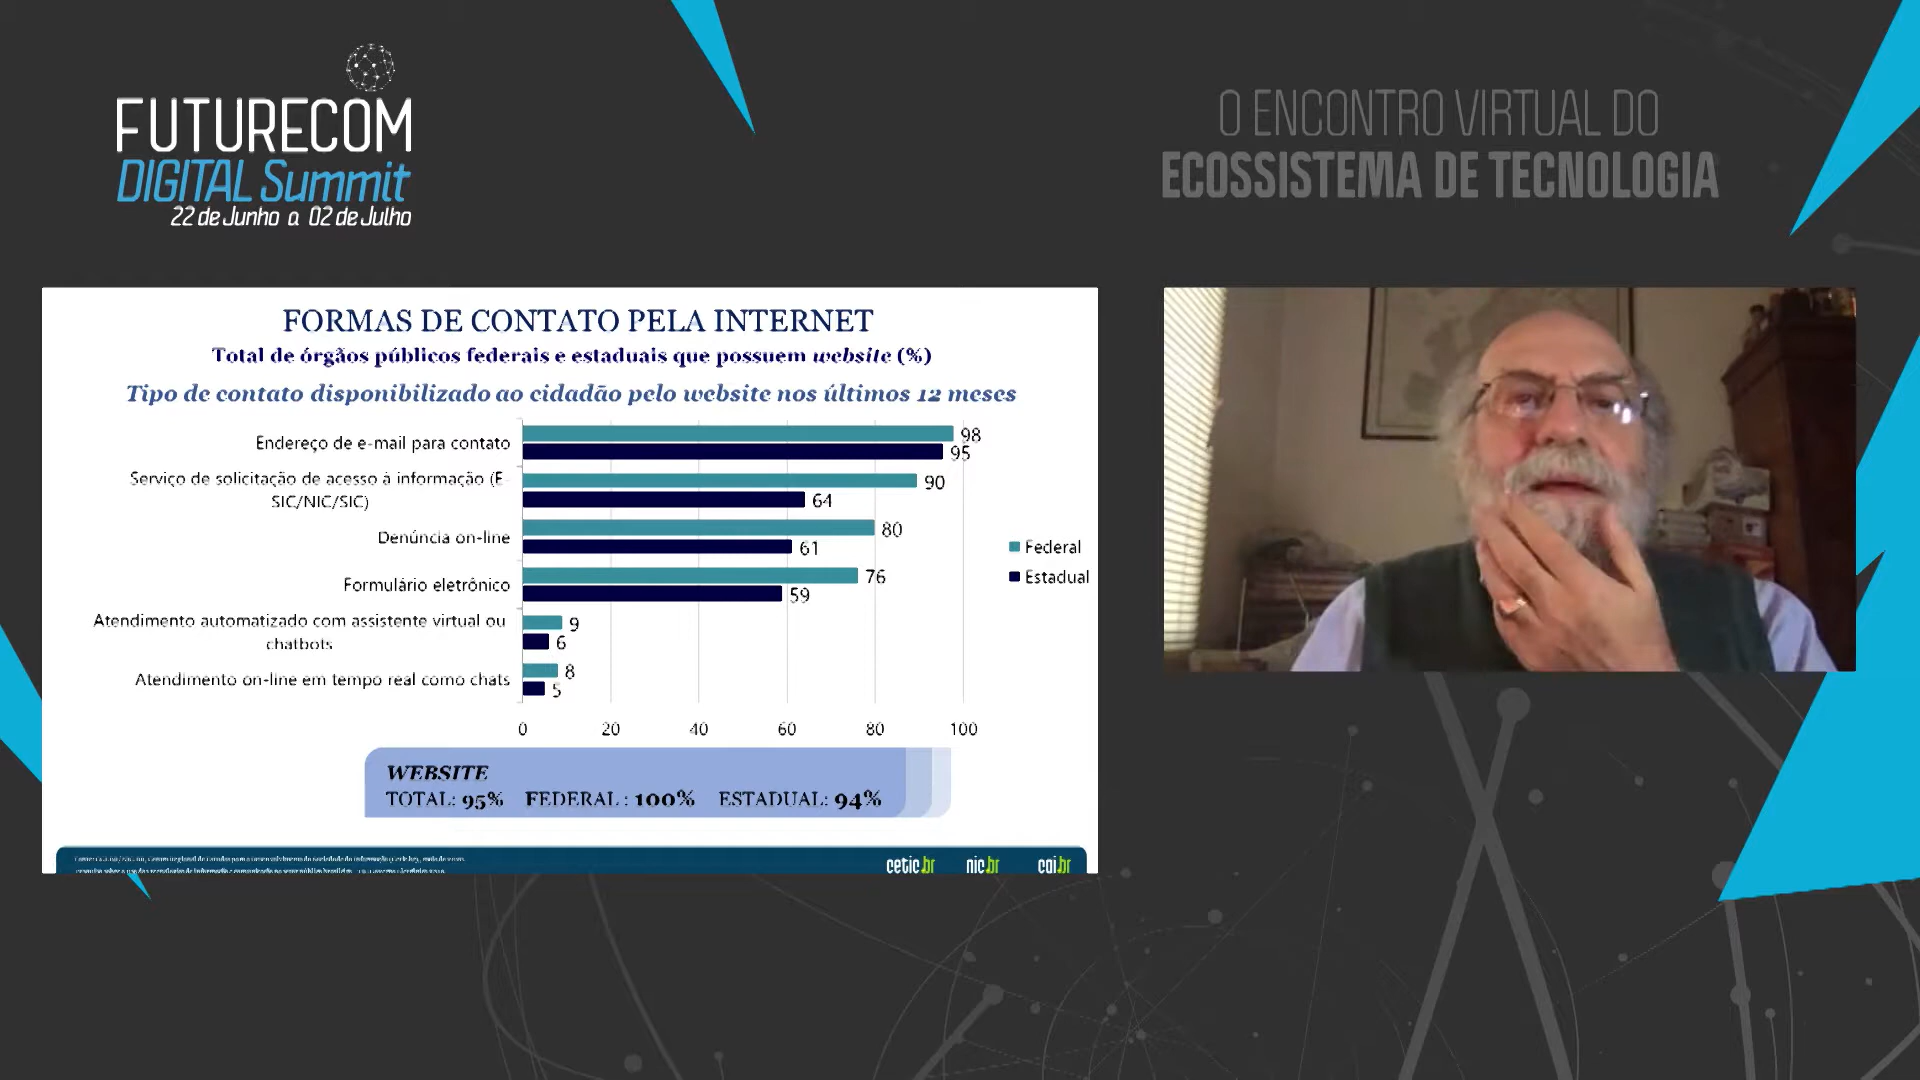 FUTURECOM
DIGITAL Summit
22 de Junho a 02 de Julho
O ENCONTRO VIRTUAL DO
ECOSSISTEMA DE TECNOLOGIA
FORMAS DE CONTATO PELA INTERNET
Total de órgãos públicos federais e estaduais que possuem website (%)
Tipo de contato disponibilizado ao cidadão pelo website nos últimos 12 meses
Endereço de e-mail para contato
98
95
Serviço de solicitação de acesso à informação (E-
SIC/NIC/SIC)
90
64
Denúncia on-line
80
61
Formulário eletrônico
76
59
Atendimento automatizado com assistente virtual ou
chatbots
9
6
Atendimento on-line em tempo real como chats
8
5
Federal
Estadual
0 20 40 60 80 100
WEBSITE
TOTAL: 95% FEDERAL : 100% ESTADUAL: 94%
cetic.br nic.br cgi.br